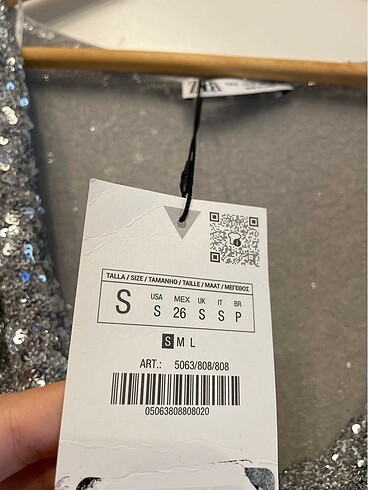 ZARA
TALLA / SIZE / TAMANHO / TAILLE / MAAT / ΜΕΓΕΘΟΣ
S
USA MEX UK IT BR
S 26 S S P
S M L
ART.: 5063/808/808
05063808808020